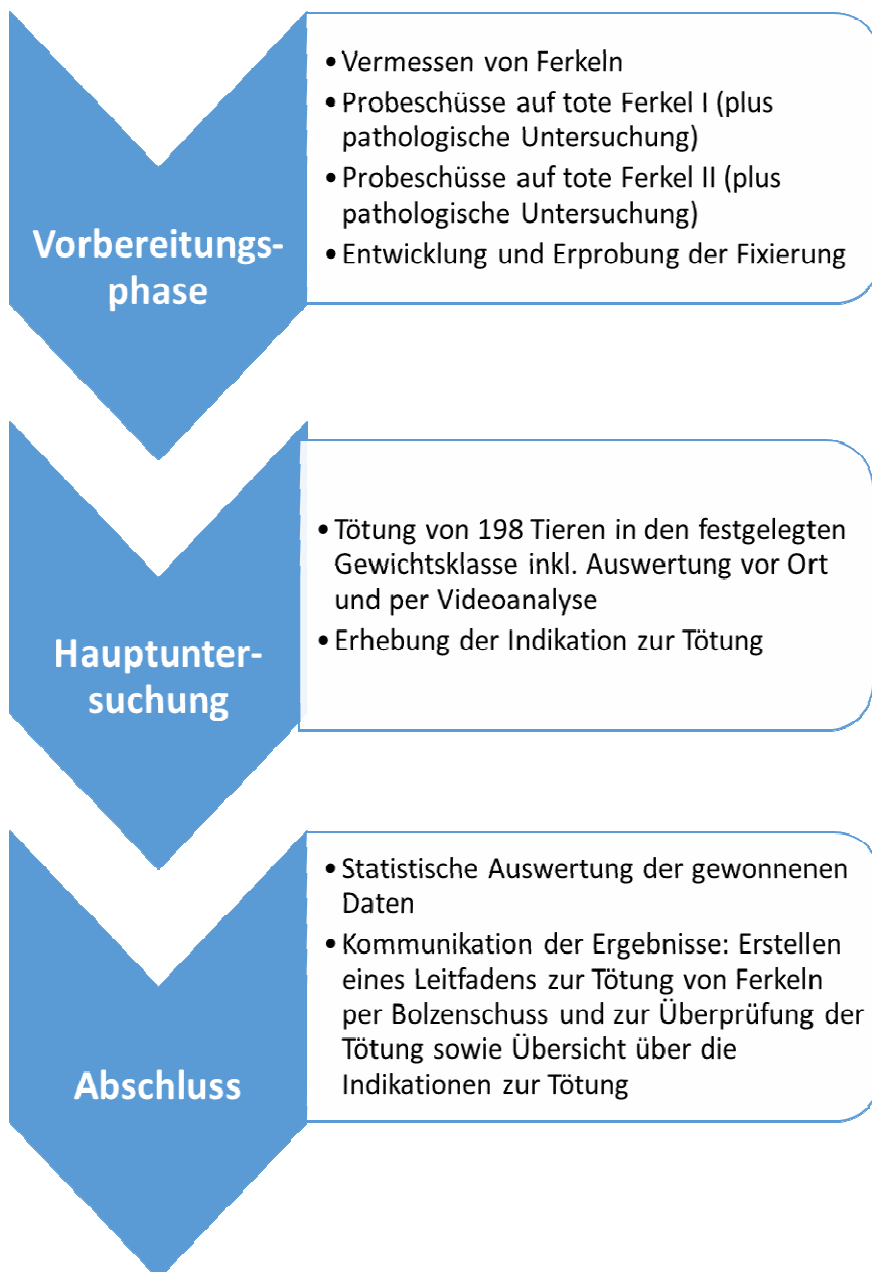 Vorbereitungs-
phase
• Vermessen von Ferkeln
• Probeschüsse auf tote Ferkel I (plus
pathologische Untersuchung)
• Probeschüsse auf tote Ferkel II (plus
pathologische Untersuchung)
• Entwicklung und Erprobung der Fixierung
Hauptunter-
suchung
• Tötung von 198 Tieren in den festgelegten
Gewichtsklasse inkl. Auswertung vor Ort
und per Videoanalyse
• Erhebung der Indikation zur Tötung
Abschluss
• Statistische Auswertung der gewonnenen
Daten
• Kommunikation der Ergebnisse: Erstellen
eines Leitfadens zur Tötung von Ferkeln
per Bolzenschuss und zur Überprüfung der
Tötung sowie Übersicht über die
Indikationen zur Tötung